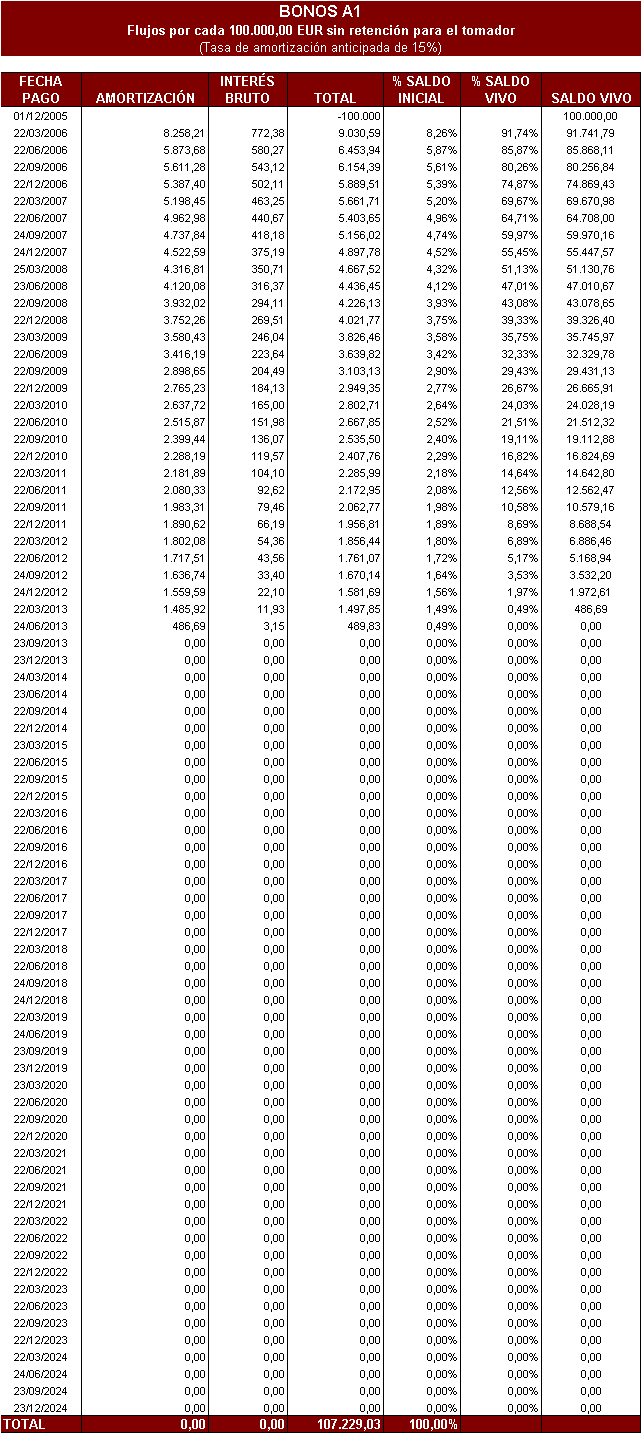 BONOS A1
Flujos por cada 100.000,00 EUR sin retención para el tomador
(Tasa de amortización anticipada de 15%)
FECHA PAGO AMORTIZACIÓN INTERÉS BRUTO TOTAL % SALDO INICIAL % SALDO VIVO SALDO VIVO
01/12/2005 -100.000 100.000,00
22/03/2006 8.258,21 772,38 9.030,59 8,26% 91,74% 91.741,79
22/06/2006 5.873,68 580,27 6.453,94 5,87% 85,87% 85.868,11
22/09/2006 5.611,28 543,12 6.154,39 5,61% 80,26% 80.256,84
22/12/2006 5.387,40 502,11 5.889,51 5,39% 74,87% 74.869,43
22/03/2007 5.198,45 463,25 5.661,71 5,20% 69,67% 69.670,98
22/06/2007 4.962,98 440,67 5.403,65 4,96% 64,71% 64.708,00
24/09/2007 4.737,84 418,18 5.156,02 4,74% 59,97% 59.970,16
24/12/2007 4.522,59 375,19 4.897,78 4,52% 55,45% 55.447,57
25/03/2008 4.316,81 350,71 4.667,52 4,32% 51,13% 51.130,76
23/06/2008 4.120,08 316,37 4.436,45 4,12% 47,01% 47.010,67
22/09/2008 3.932,02 294,11 4.226,13 3,93% 43,08% 43.078,65
22/12/2008 3.752,26 269,51 4.021,77 3,75% 39,33% 39.326,40
23/03/2009 3.580,43 246,04 3.826,46 3,58% 35,75% 35.745,97
22/06/2009 3.416,19 223,64 3.639,82 3,42% 32,33% 32.329,78
22/09/2009 2.898,65 204,49 3.103,13 2,90% 29,43% 29.431,13
22/12/2009 2.765,23 184,13 2.949,35 2,77% 26,67% 26.665,91
22/03/2010 2.637,72 165,00 2.802,71 2,64% 24,03% 24.028,19
22/06/2010 2.515,87 151,98 2.667,85 2,52% 21,51% 21.512,32
22/09/2010 2.399,44 136,07 2.535,50 2,40% 19,11% 19.112,88
22/12/2010 2.288,19 119,57 2.407,76 2,29% 16,82% 16.824,69
22/03/2011 2.181,89 104,10 2.285,99 2,18% 14,64% 14.642,80
22/06/2011 2.080,33 92,62 2.172,95 2,08% 12,56% 12.562,47
22/09/2011 1.983,31 79,46 2.062,77 1,98% 10,58% 10.579,16
22/12/2011 1.890,62 66,19 1.956,81 1,89% 8,69% 8.688,54
22/03/2012 1.802,08 54,36 1.856,44 1,80% 6,89% 6.886,46
22/06/2012 1.717,51 43,56 1.761,07 1,72% 5,17% 5.168,94
24/09/2012 1.636,74 33,40 1.670,14 1,64% 3,53% 3.532,20
24/12/2012 1.559,59 22,10 1.581,69 1,56% 1,97% 1.972,61
22/03/2013 1.485,92 11,93 1.497,85 1,49% 0,49% 486,69
24/06/2013 486,69 3,15 489,83 0,49% 0,00% 0,00
23/09/2013 0,00 0,00 0,00 0,00% 0,00% 0,00
23/12/2013 0,00 0,00 0,00 0,00% 0,00% 0,00
24/03/2014 0,00 0,00 0,00 0,00% 0,00% 0,00
23/06/2014 0,00 0,00 0,00 0,00% 0,00% 0,00
22/09/2014 0,00 0,00 0,00 0,00% 0,00% 0,00
22/12/2014 0,00 0,00 0,00 0,00% 0,00% 0,00
23/03/2015 0,00 0,00 0,00 0,00% 0,00% 0,00
22/06/2015 0,00 0,00 0,00 0,00% 0,00% 0,00
22/09/2015 0,00 0,00 0,00 0,00% 0,00% 0,00
22/12/2015 0,00 0,00 0,00 0,00% 0,00% 0,00
22/03/2016 0,00 0,00 0,00 0,00% 0,00% 0,00
22/06/2016 0,00 0,00 0,00 0,00% 0,00% 0,00
22/09/2016 0,00 0,00 0,00 0,00% 0,00% 0,00
22/12/2016 0,00 0,00 0,00 0,00% 0,00% 0,00
22/03/2017 0,00 0,00 0,00 0,00% 0,00% 0,00
22/06/2017 0,00 0,00 0,00 0,00% 0,00% 0,00
22/09/2017 0,00 0,00 0,00 0,00% 0,00% 0,00
22/12/2017 0,00 0,00 0,00 0,00% 0,00% 0,00
22/03/2018 0,00 0,00 0,00 0,00% 0,00% 0,00
22/06/2018 0,00 0,00 0,00 0,00% 0,00% 0,00
24/09/2018 0,00 0,00 0,00 0,00% 0,00% 0,00
24/12/2018 0,00 0,00 0,00 0,00% 0,00% 0,00
22/03/2019 0,00 0,00 0,00 0,00% 0,00% 0,00
24/06/2019 0,00 0,00 0,00 0,00% 0,00% 0,00
23/09/2019 0,00 0,00 0,00 0,00% 0,00% 0,00
23/12/2019 0,00 0,00 0,00 0,00% 0,00% 0,00
23/03/2020 0,00 0,00 0,00 0,00% 0,00% 0,00
22/06/2020 0,00 0,00 0,00 0,00% 0,00% 0,00
22/09/2020 0,00 0,00 0,00 0,00% 0,00% 0,00
22/12/2020 0,00 0,00 0,00 0,00% 0,00% 0,00
22/03/2021 0,00 0,00 0,00 0,00% 0,00% 0,00
22/06/2021 0,00 0,00 0,00 0,00% 0,00% 0,00
22/09/2021 0,00 0,00 0,00 0,00% 0,00% 0,00
22/12/2021 0,00 0,00 0,00 0,00% 0,00% 0,00
22/03/2022 0,00 0,00 0,00 0,00% 0,00% 0,00
22/06/2022 0,00 0,00 0,00 0,00% 0,00% 0,00
22/09/2022 0,00 0,00 0,00 0,00% 0,00% 0,00
22/12/2022 0,00 0,00 0,00 0,00% 0,00% 0,00
22/03/2023 0,00 0,00 0,00 0,00% 0,00% 0,00
22/06/2023 0,00 0,00 0,00 0,00% 0,00% 0,00
22/09/2023 0,00 0,00 0,00 0,00% 0,00% 0,00
22/12/2023 0,00 0,00 0,00 0,00% 0,00% 0,00
22/03/2024 0,00 0,00 0,00 0,00% 0,00% 0,00
24/06/2024 0,00 0,00 0,00 0,00% 0,00% 0,00
23/09/2024 0,00 0,00 0,00 0,00% 0,00% 0,00
23/12/2024 0,00 0,00 0,00 0,00% 0,00% 0,00
TOTAL 0,00 0,00 107.229,03 100,00%